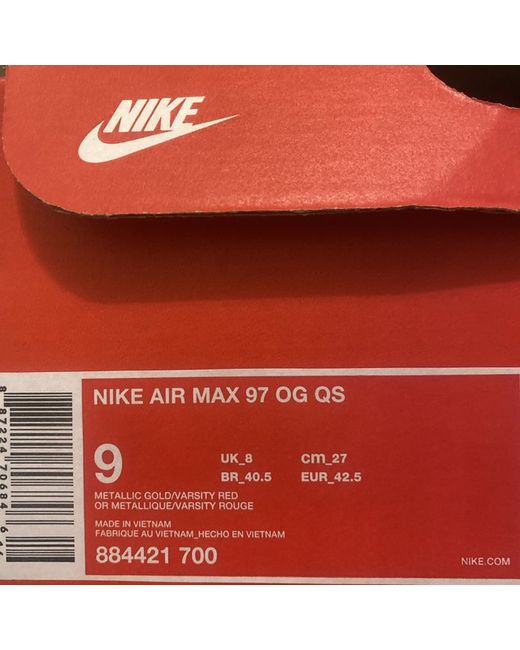 NIKE
NIKE AIR MAX 97 OG QS
9
UK_8 cm_27
BR_40.5 EUR_42.5
METALLIC GOLD/VARSITY RED
OR METALLIQUE/VARSITY ROUGE
MADE IN VIETNAM
FABRIQUE AU VIETNAM_HECHO EN VIETNAM
884421 700
NIKE.COM